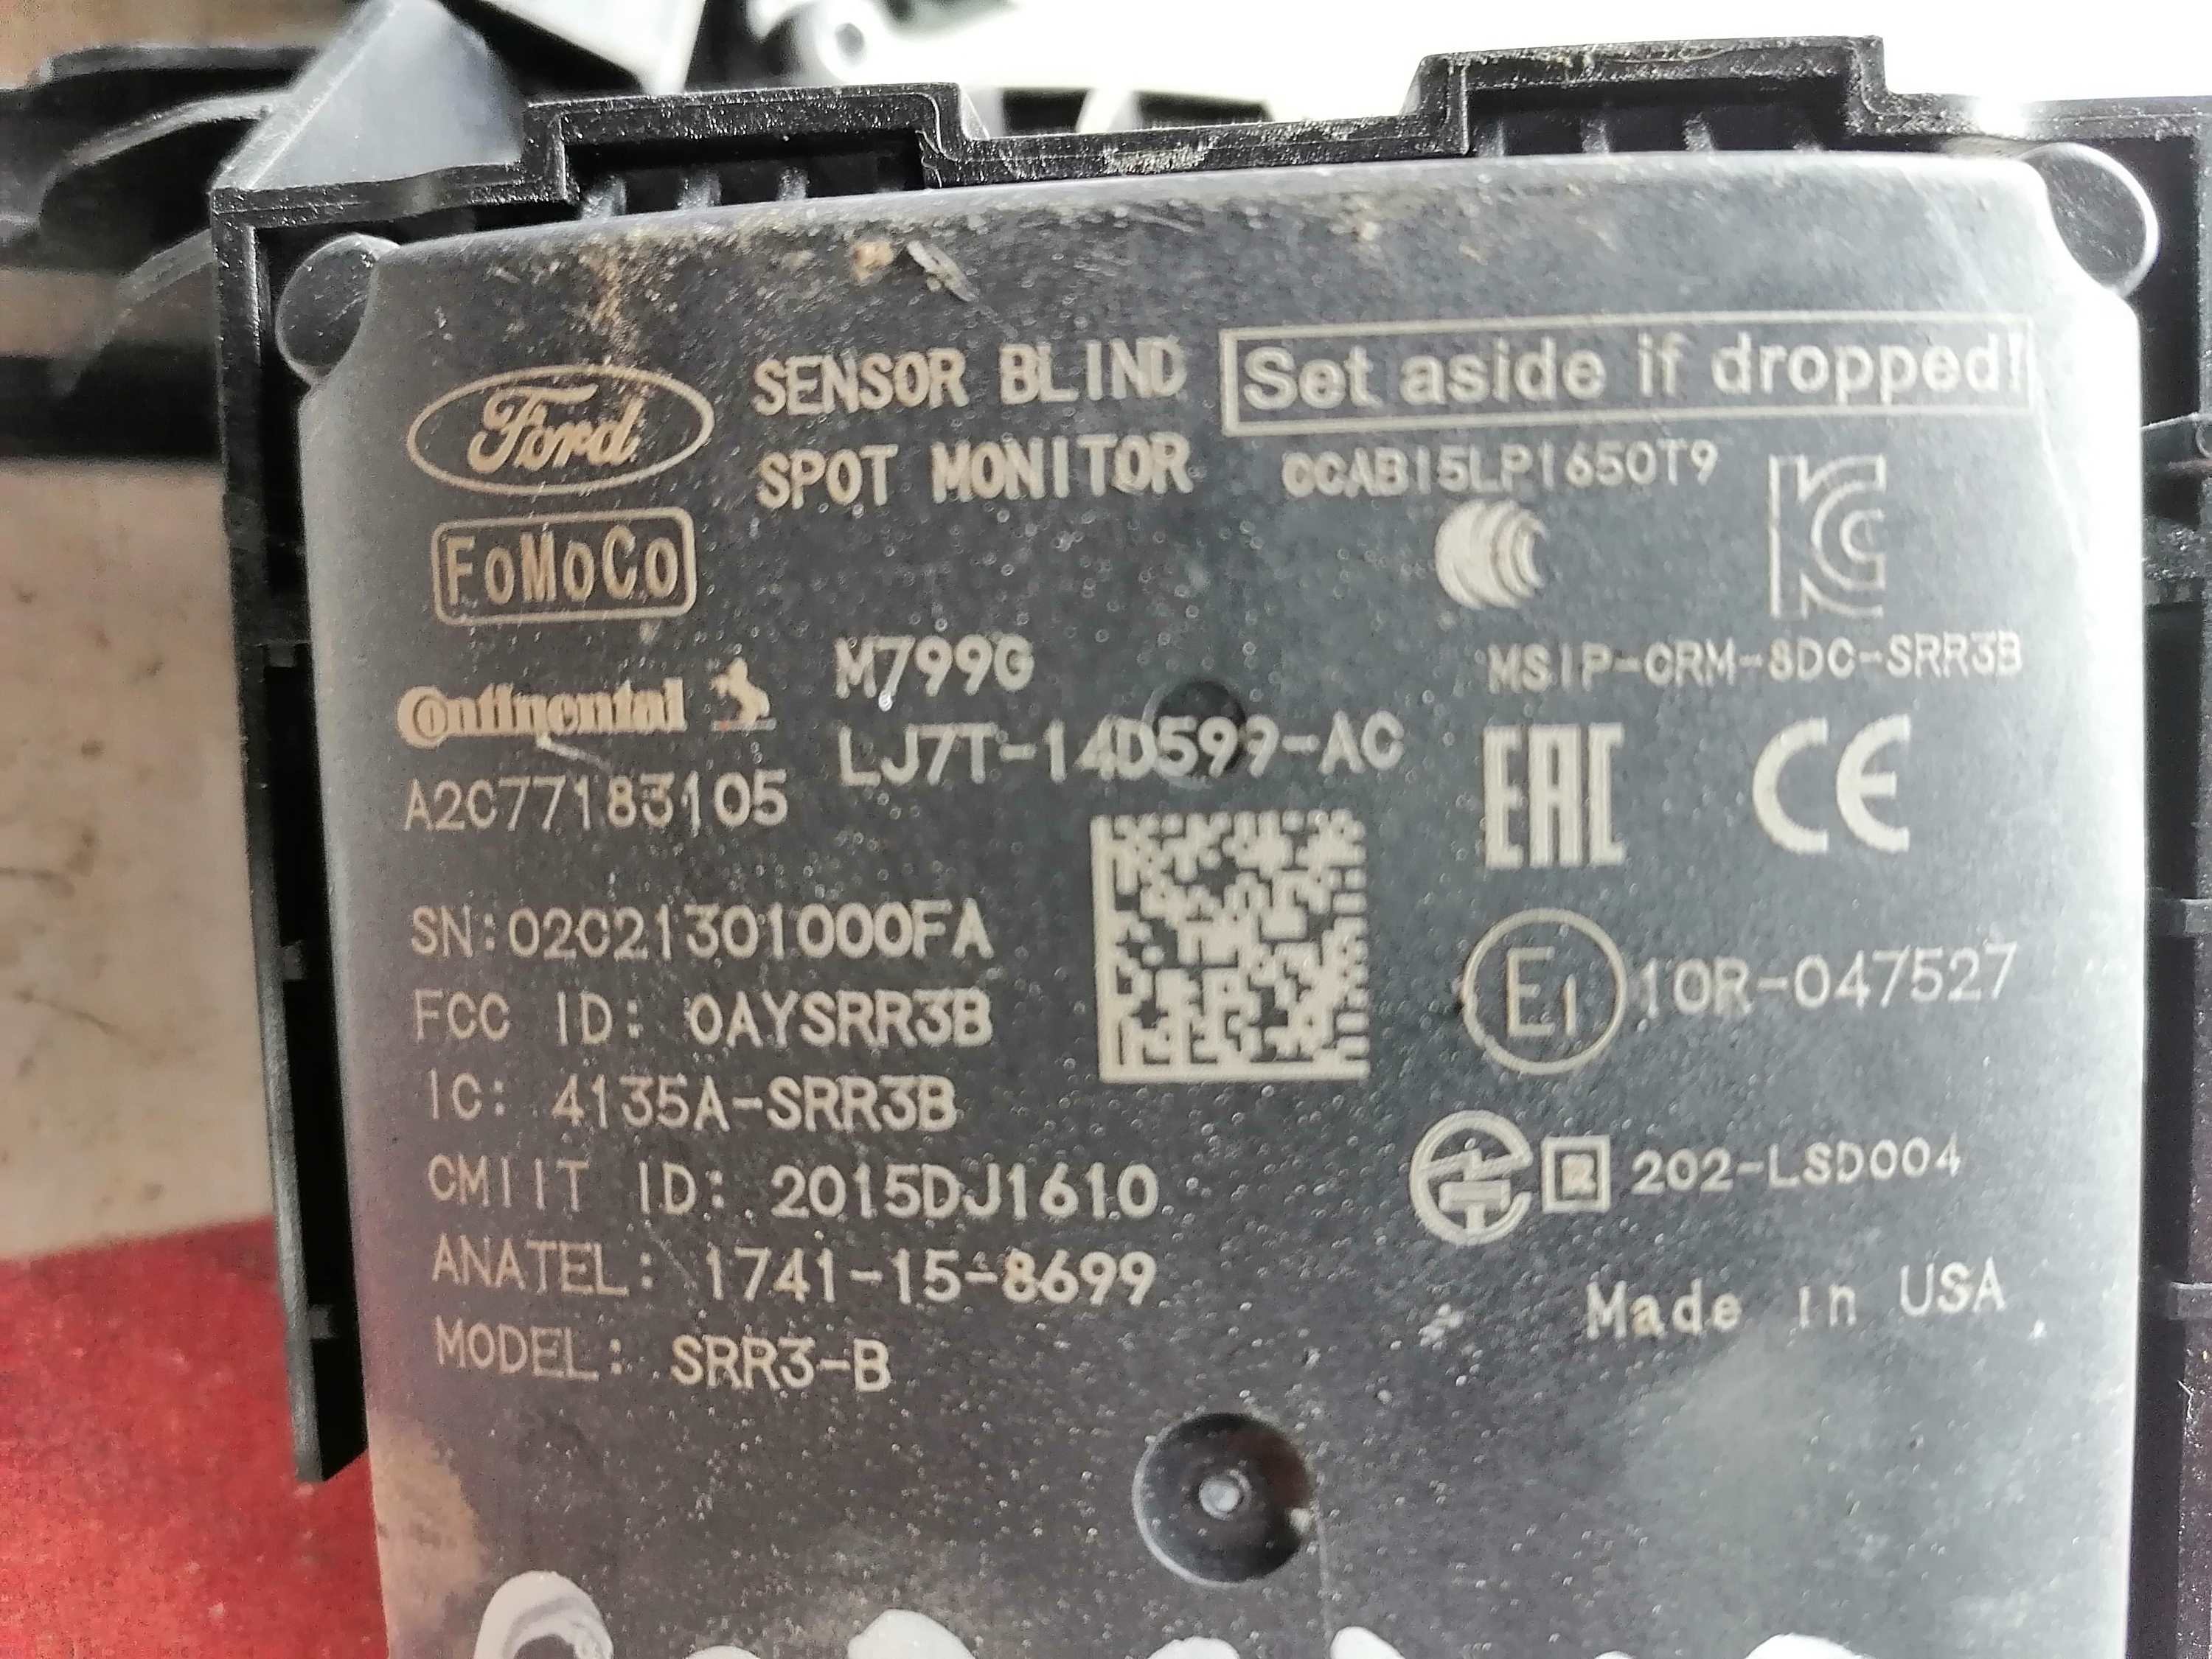 Ford
SENSOR BLIND
SPOT MONITOR
Set aside if dropped!
CCAB15LP1650T9
FoMoCo
Continental
M799G
LJ7T-14D599-AC
A2C77183105
MSIP-CRM-8DC-SRR3B
EAC
CE
SN:02C21301000FA
FCC ID: OAYSRR3B
IC: 4135A-SRR3B
CMIIT ID: 2015DJ1610
ANATEL: 1741-15-8699
MODEL: SRR3-B
E1 10R-047527
R 202-LSD004
Made in USA